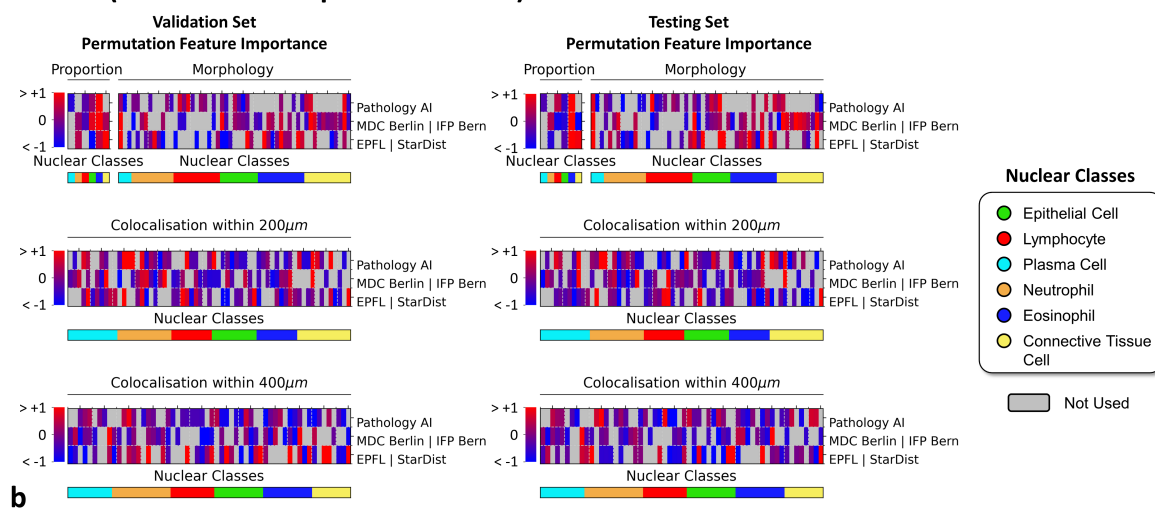 Validation Set
Permutation Feature Importance
Proportion Morphology
> +1
0
< -1
Pathology AI
MDC Berlin | IFP Bern
EPFL | StarDist
Nuclear Classes Nuclear Classes
Colocalisation within 200μm
> +1
0
< -1
Pathology AI
MDC Berlin | IFP Bern
EPFL | StarDist
Nuclear Classes
Colocalisation within 400μm
> +1
0
< -1
Pathology AI
MDC Berlin | IFP Bern
EPFL | StarDist
Nuclear Classes
Testing Set
Permutation Feature Importance
Proportion Morphology
> +1
0
< -1
Pathology AI
MDC Berlin | IFP Bern
EPFL | StarDist
Nuclear Classes Nuclear Classes
Colocalisation within 200μm
> +1
0
< -1
Pathology AI
MDC Berlin | IFP Bern
EPFL | StarDist
Nuclear Classes
Colocalisation within 400μm
> +1
0
< -1
Pathology AI
MDC Berlin | IFP Bern
EPFL | StarDist
Nuclear Classes
Nuclear Classes
Epithelial Cell
Lymphocyte
Plasma Cell
Neutrophil
Eosinophil
Connective Tissue
Cell
Not Used
b